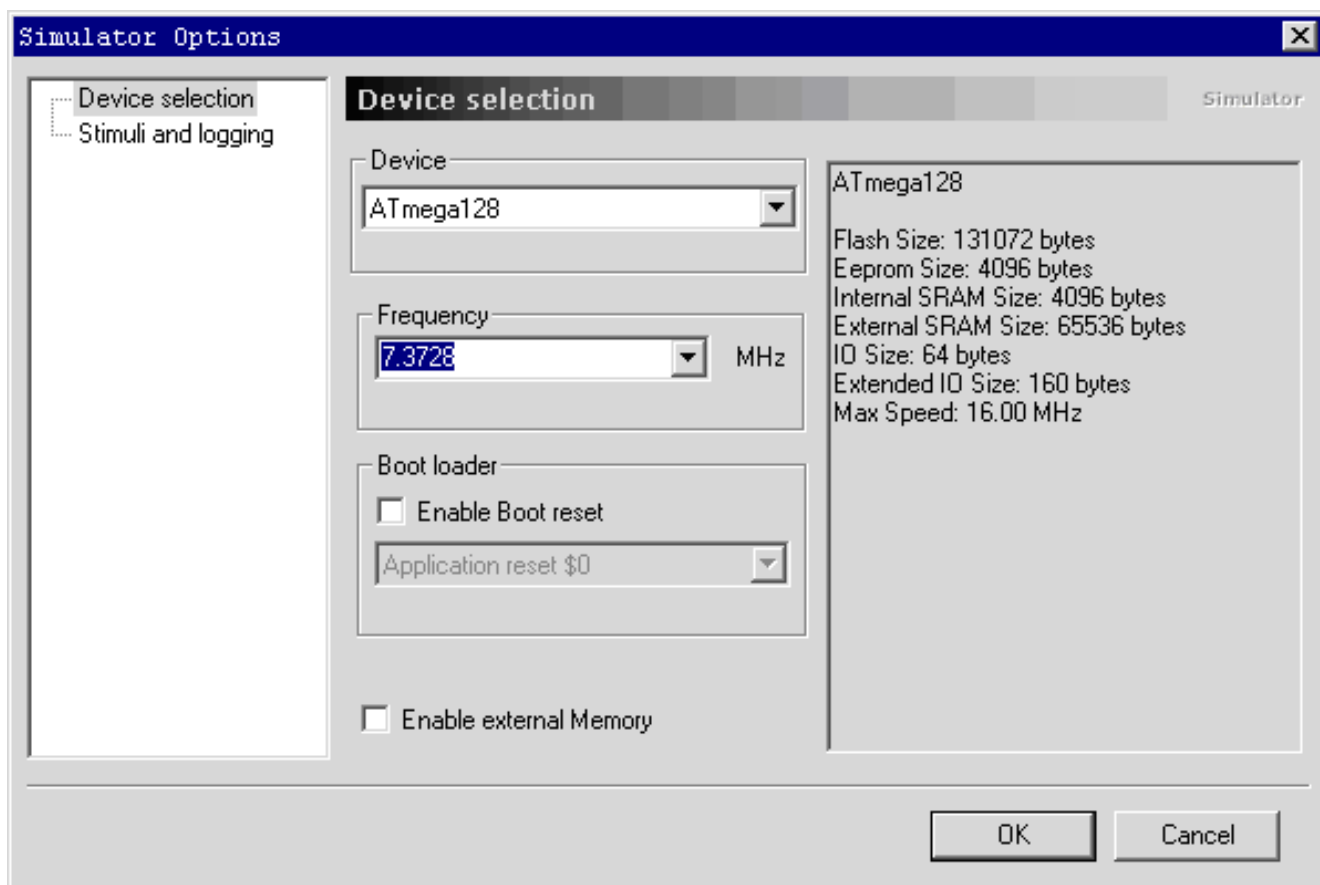 Simulator Options
Device selection
Stimuli and logging
Device selection
Simulator
Device
ATmega128
Frequency
7.3728 MHz
Boot loader
Enable Boot reset
Application reset $0
Enable external Memory
ATmega128
Flash Size: 131072 bytes
Eeprom Size: 4096 bytes
Internal SRAM Size: 4096 bytes
External SRAM Size: 65536 bytes
IO Size: 64 bytes
Extended IO Size: 160 bytes
Max Speed: 16.00 MHz
OK
Cancel